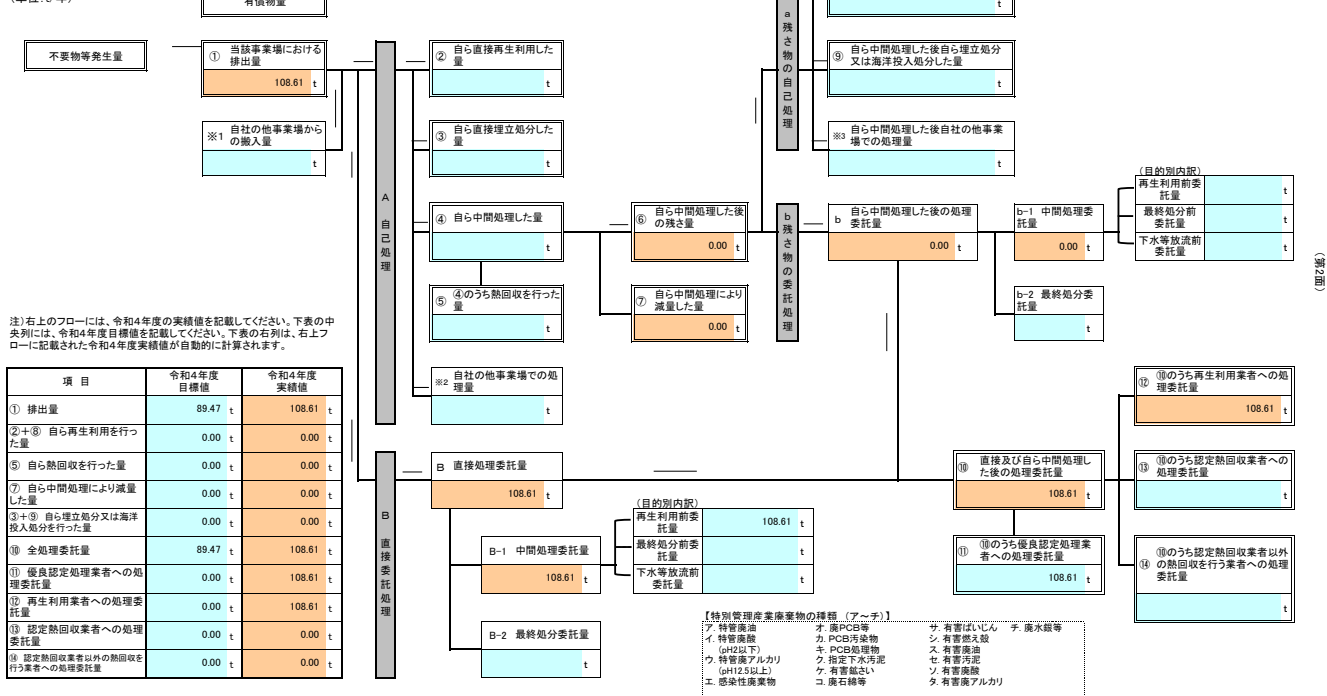 有償物量
t
不要物等発生量
① 当該事業場における
排出量
108.61 t
※1 自社の他事業場から
の搬入量
t
A
自
己
処
理
② 自ら直接再生利用した
量
t
③ 自ら直接埋立処分した
量
t
④ 自ら中間処理した量
t
⑤ ④のうち熱回収を行った
量
t
※2 自社の他事業場での処
理量
t
⑥ 自ら中間処理した後
の残さ量
0.00 t
⑦ 自ら中間処理により
減量した量
0.00 t
a
残
さ
物
の
自
己
処
理
⑨ 自ら中間処理した後自ら埋立処分
又は海洋投入処分した量
t
※3 自ら中間処理した後自社の他事業
場での処理量
t
b
残
さ
物
の
委
託
処
理
b 自ら中間処理した後の処理
委託量
0.00 t
b-1 中間処理委
託量
0.00 t
b-2 最終処分委
託量
t
(目的別内訳)
再生利用前委
託量 t
最終処分前
委託量 t
下水等放流前
委託量 t
(第2面)
注)右上のフローには、令和4年度の実績値を記載してください。下表の中
央列には、令和4年度目標値を記載してください。下表の右列は、右上フ
ローに記載された令和4年度実績値が自動的に計算されます。
項 目 令和4年度
目標値 令和4年度
実績値
① 排出量 89.47 t 108.61 t
②+⑧ 自ら再生利用を行っ
た量 0.00 t 0.00 t
⑤ 自ら熱回収を行った量 0.00 t 0.00 t
⑦ 自ら中間処理により減量
した量 0.00 t 0.00 t
③+⑨ 自ら埋立処分又は海洋
投入処分を行った量 0.00 t 0.00 t
⑩ 全処理委託量 89.47 t 108.61 t
⑪ 優良認定処理業者への処
理委託量 0.00 t 108.61 t
⑫ 再生利用業者への処理委
託量 0.00 t 108.61 t
⑬ 認定熱回収業者への処理
委託量 0.00 t 0.00 t
⑭ 認定熱回収業者以外の熱回収を
行う業者への処理委託量 0.00 t 0.00 t
B
直
接
委
託
処
理
B 直接処理委託量
108.61 t
B-1 中間処理委託量
108.61 t
B-2 最終処分委託量
t
(目的別内訳)
再生利用前委
託量 108.61 t
最終処分前委
託量 t
下水等放流前
委託量 t
⑩ 直接及び自ら中間処理し
た後の処理委託量
108.61 t
⑪ ⑩のうち優良認定処理業
者への処理委託量
108.61 t
⑫ ⑩のうち再生利用業者への処
理委託量
108.61 t
⑬ ⑩のうち認定熱回収業者への
処理委託量
t
⑭ ⑩のうち認定熱回収業者以外
の熱回収を行う業者への処理
委託量
t
【特別管理産業廃棄物の種類 (ア~チ)】
ア. 特管廃油 オ. 廃PCB等 サ. 有害ばいじん チ. 廃水銀等
イ. 特管廃酸 カ. PCB汚染物 シ. 有害燃え殻
(pH2以下) キ. PCB処理物 ス. 有害廃油
ウ. 特管廃アルカリ ク. 指定下水汚泥 セ. 有害汚泥
(pH12.5以上) ケ. 有害鉱さい ソ. 有害廃酸
エ. 感染性廃棄物 コ. 廃石綿等 タ. 有害廃アルカリ